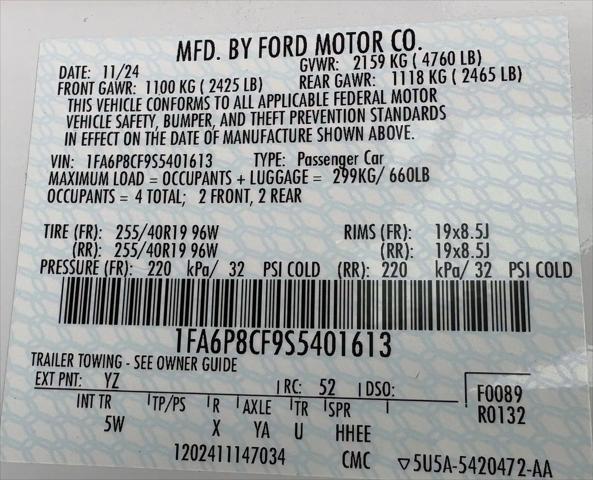 MFD. BY FORD MOTOR CO.
DATE: 11/24 GVWR: 2159 KG ( 4760 LB)
FRONT GAWR: 1100 KG ( 2425 LB) REAR GAWR: 1118 KG ( 2465 LB)
THIS VEHICLE CONFORMS TO ALL APPLICABLE FEDERAL MOTOR
VEHICLE SAFETY, BUMPER, AND THEFT PREVENTION STANDARDS
IN EFFECT ON THE DATE OF MANUFACTURE SHOWN ABOVE.
VIN: 1FA6P8CF9S5401613 TYPE: Passenger Car
MAXIMUM LOAD = OCCUPANTS + LUGGAGE = 299KG/ 660LB
OCCUPANTS = 4 TOTAL; 2 FRONT, 2 REAR
TIRE (FR): 255/40R19 96W RIMS (FR): 19x8.5J
(RR): 255/40R19 96W (RR): 19x8.5J
PRESSURE (FR): 220 kPa/ 32 PSI COLD (RR): 220 kPa/ 32 PSI COLD
1FA6P8CF9S5401613
TRAILER TOWING - SEE OWNER GUIDE
EXT PNT: YZ RC: 52 DSO: F0089
INT TR TP/PS R AXLE TR SPR R0132
5W X YA U HHEE
1202411147034 CMC ▽5U5A-5420472-AA